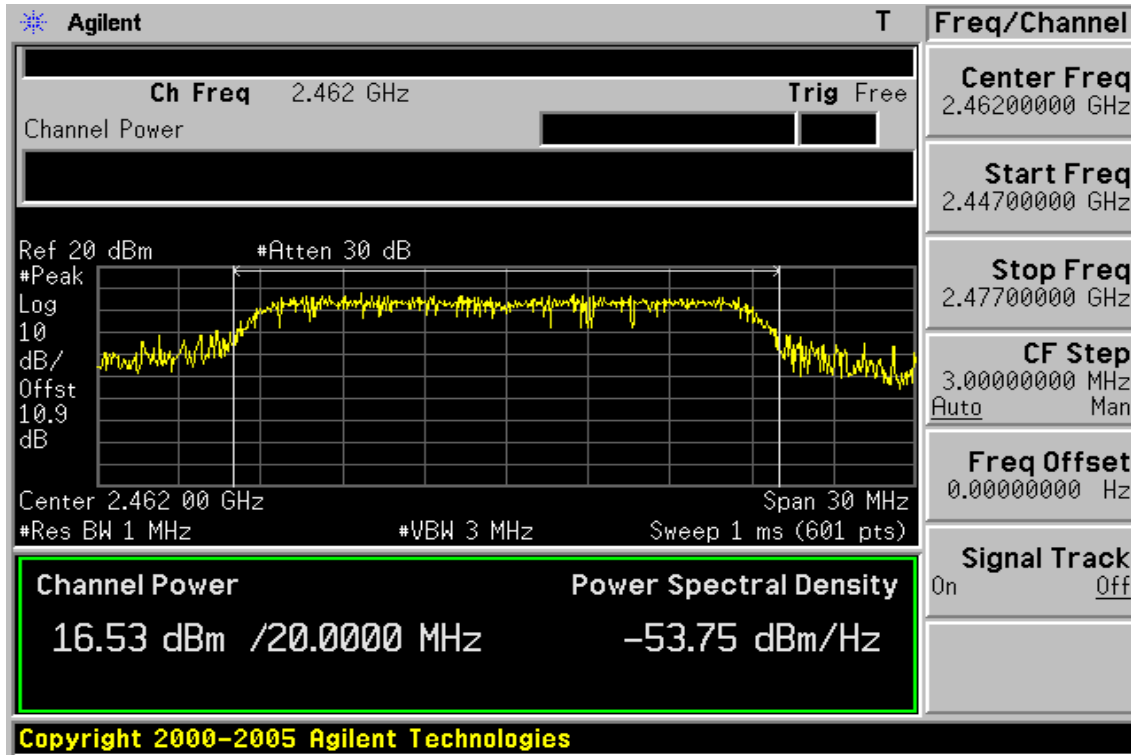 Agilent T
Ch Freq 2.462 GHz Trig Free
Channel Power
Ref 20 dBm #Atten 30 dB
#Peak
Log
10
dB/
Offst
10.9
dB
Center 2.462 00 GHz Span 30 MHz
#Res BW 1 MHz #VBW 3 MHz Sweep 1 ms (601 pts)
Channel Power Power Spectral Density
16.53 dBm /20.0000 MHz -53.75 dBm/Hz
Copyright 2000-2005 Agilent Technologies
Freq/Channel
Center Freq
2.46200000 GHz
Start Freq
2.44700000 GHz
Stop Freq
2.47700000 GHz
CF Step
3.00000000 MHz
Auto Man
Freq Offset
0.00000000 Hz
Signal Track
On Off